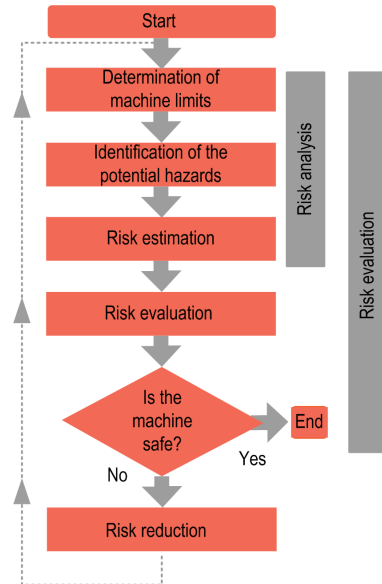 Start
Determination of
machine limits
Identification of the
potential hazards
Risk estimation
Risk evaluation
Is the
machine
safe?
Yes
End
No
Risk reduction
Risk analysis
Risk evaluation